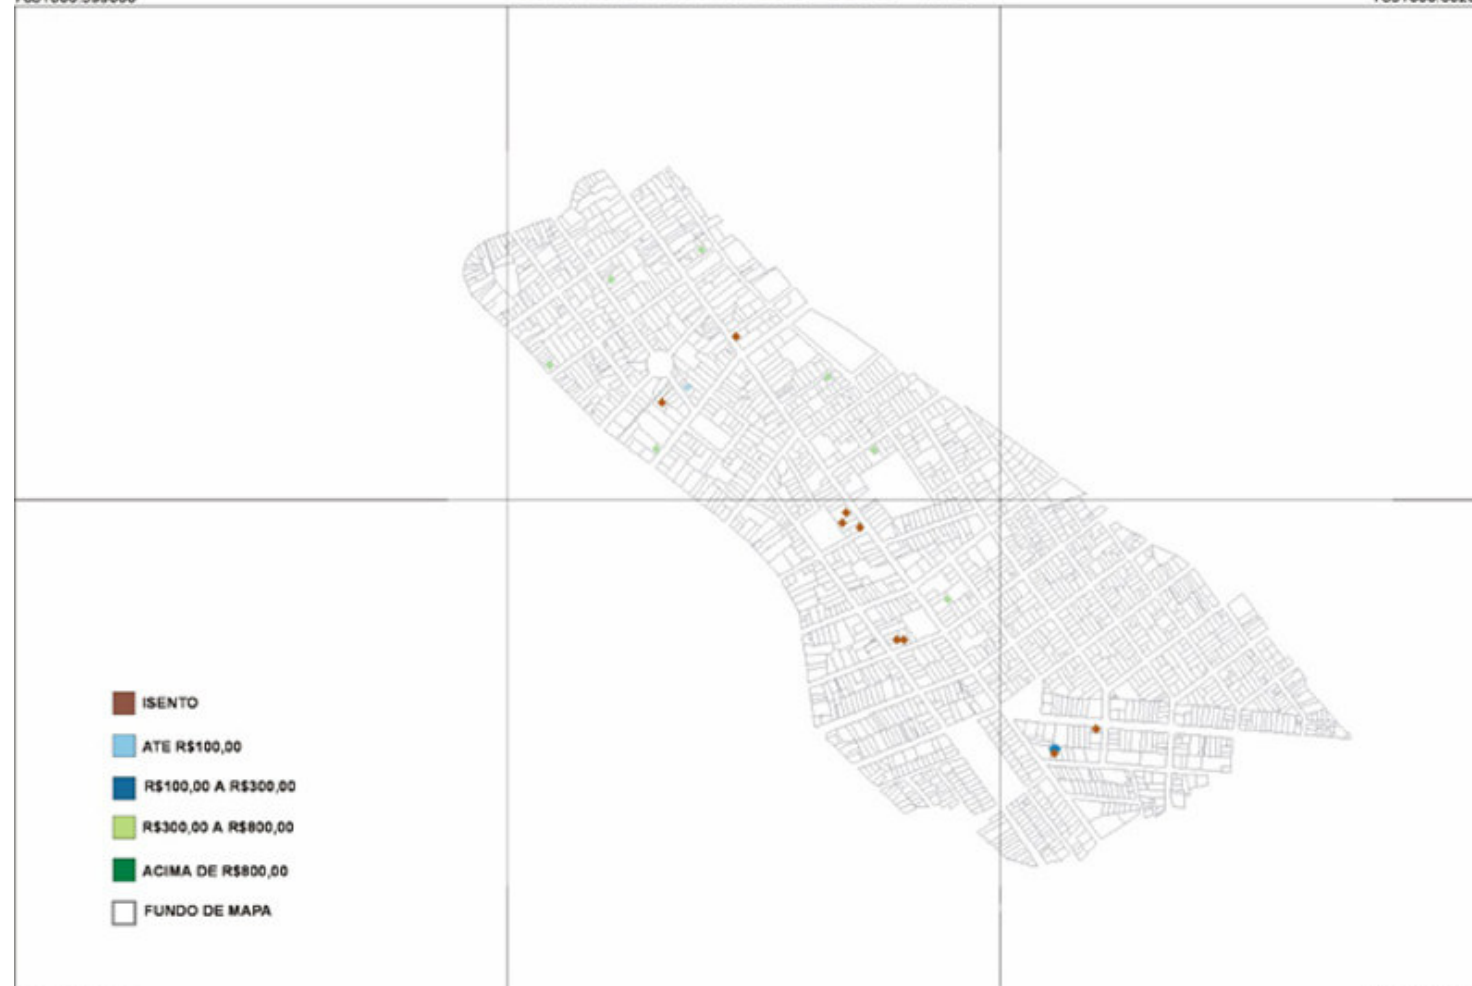 ISENTO
ATE R$100,00
R$100,00 A R$300,00
R$300,00 A R$800,00
ACIMA DE R$800,00
FUNDO DE MAPA